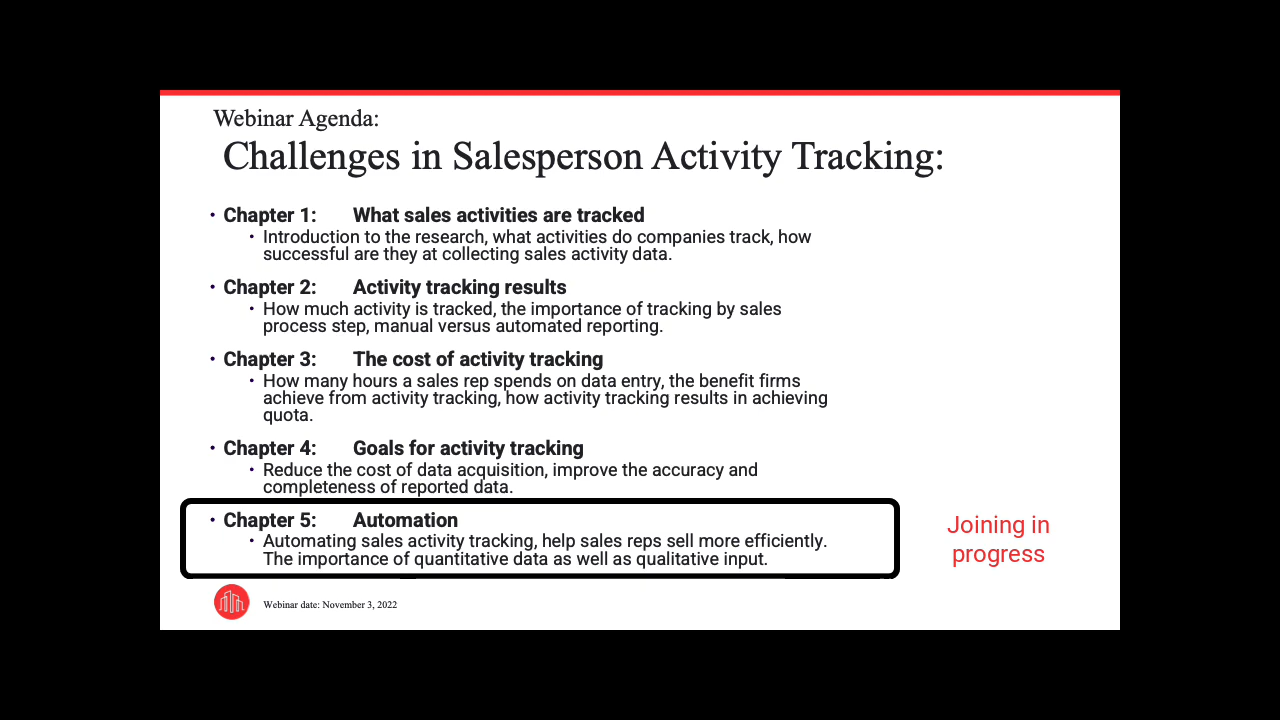 Webinar Agenda:
Challenges in Salesperson Activity Tracking:
• Chapter 1: What sales activities are tracked
• Introduction to the research, what activities do companies track, how
successful are they at collecting sales activity data.
• Chapter 2: Activity tracking results
• How much activity is tracked, the importance of tracking by sales
process step, manual versus automated reporting.
• Chapter 3: The cost of activity tracking
• How many hours a sales rep spends on data entry, the benefit firms
achieve from activity tracking, how activity tracking results in achieving
quota.
• Chapter 4: Goals for activity tracking
• Reduce the cost of data acquisition, improve the accuracy and
completeness of reported data.
• Chapter 5: Automation
• Automating sales activity tracking, help sales reps sell more efficiently.
The importance of quantitative data as well as qualitative input.
Joining in
progress
Webinar date: November 3, 2022